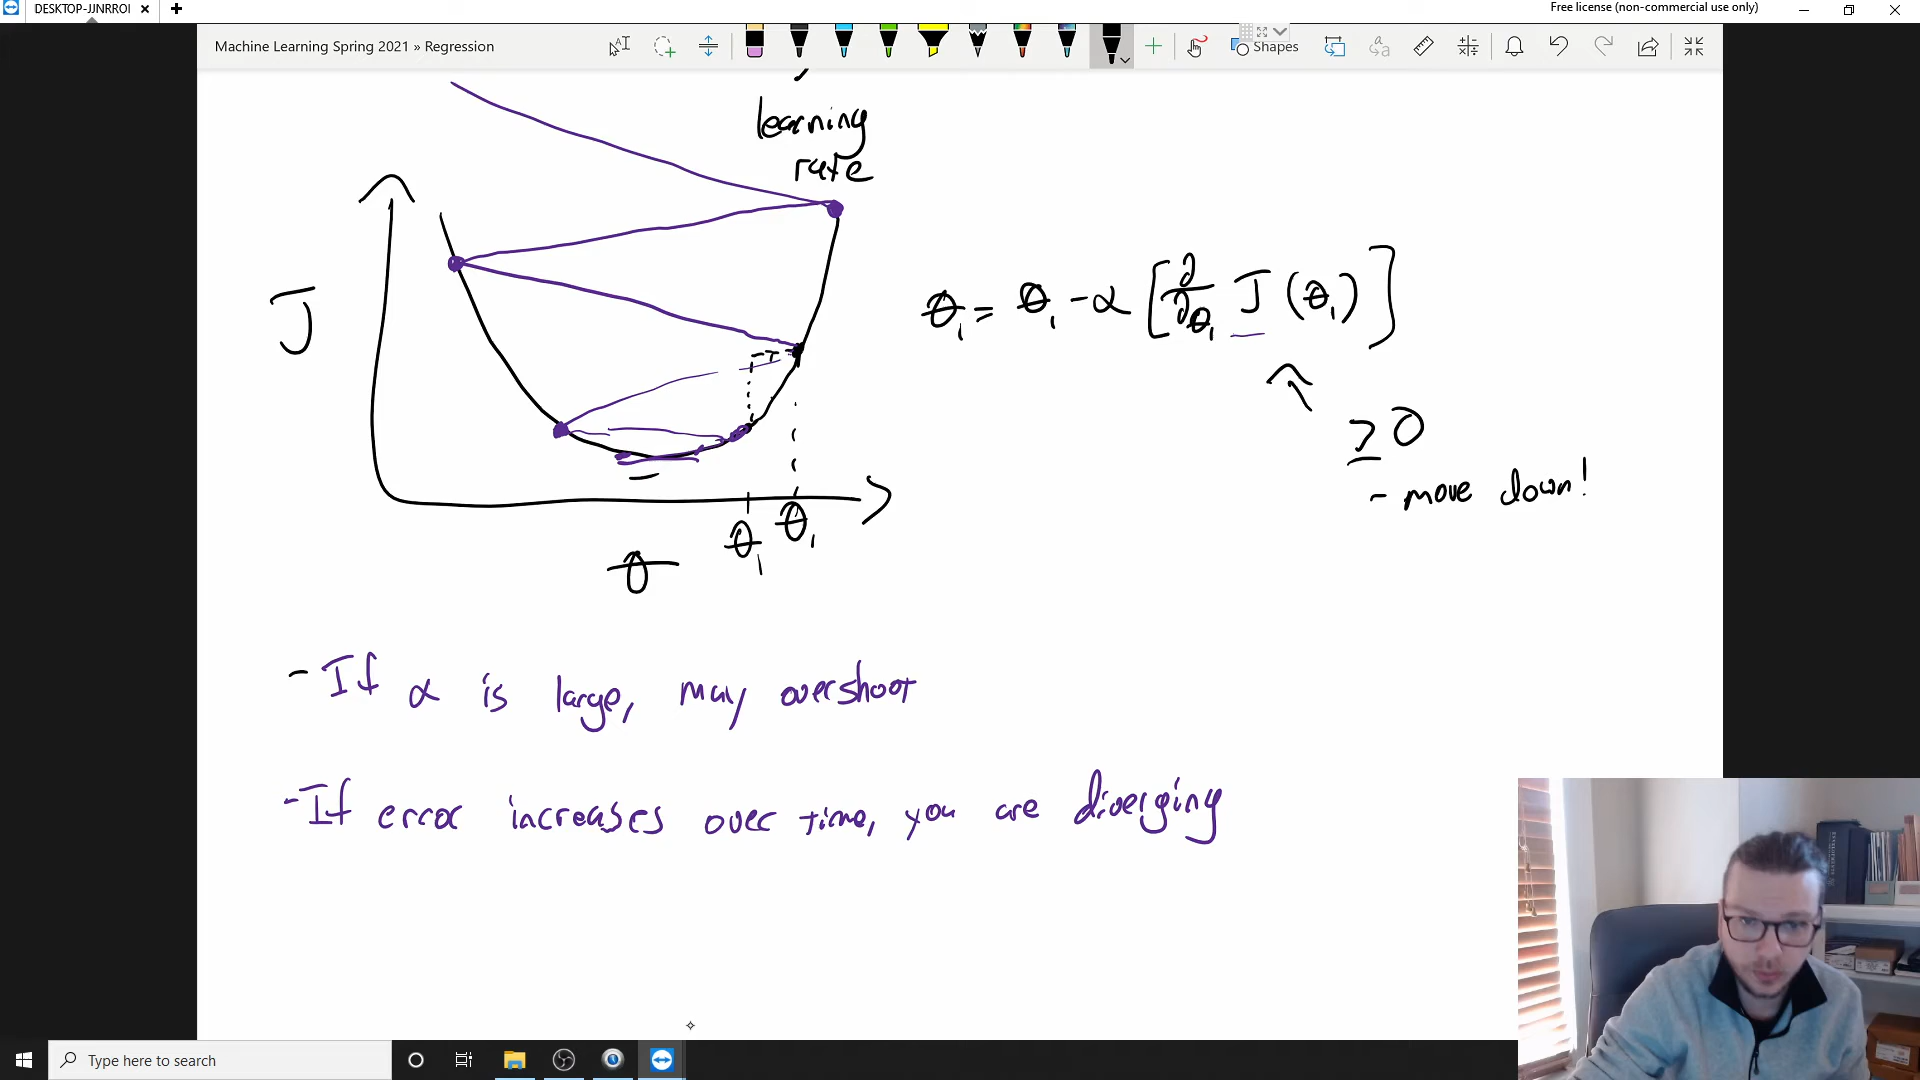 DESKTOP-JJNRROI
Free license (non-commercial use only)
Machine Learning Spring 2021 » Regression
Shapes
learning
rate
J
θ₁ = θ₁ - α [∂/∂θ₁ J(θ₁)]
≥ 0
- move down!
θ₁ θ₁
θ
- If α is large, may overshoot
- If error increases over time, you are diverging
Type here to search